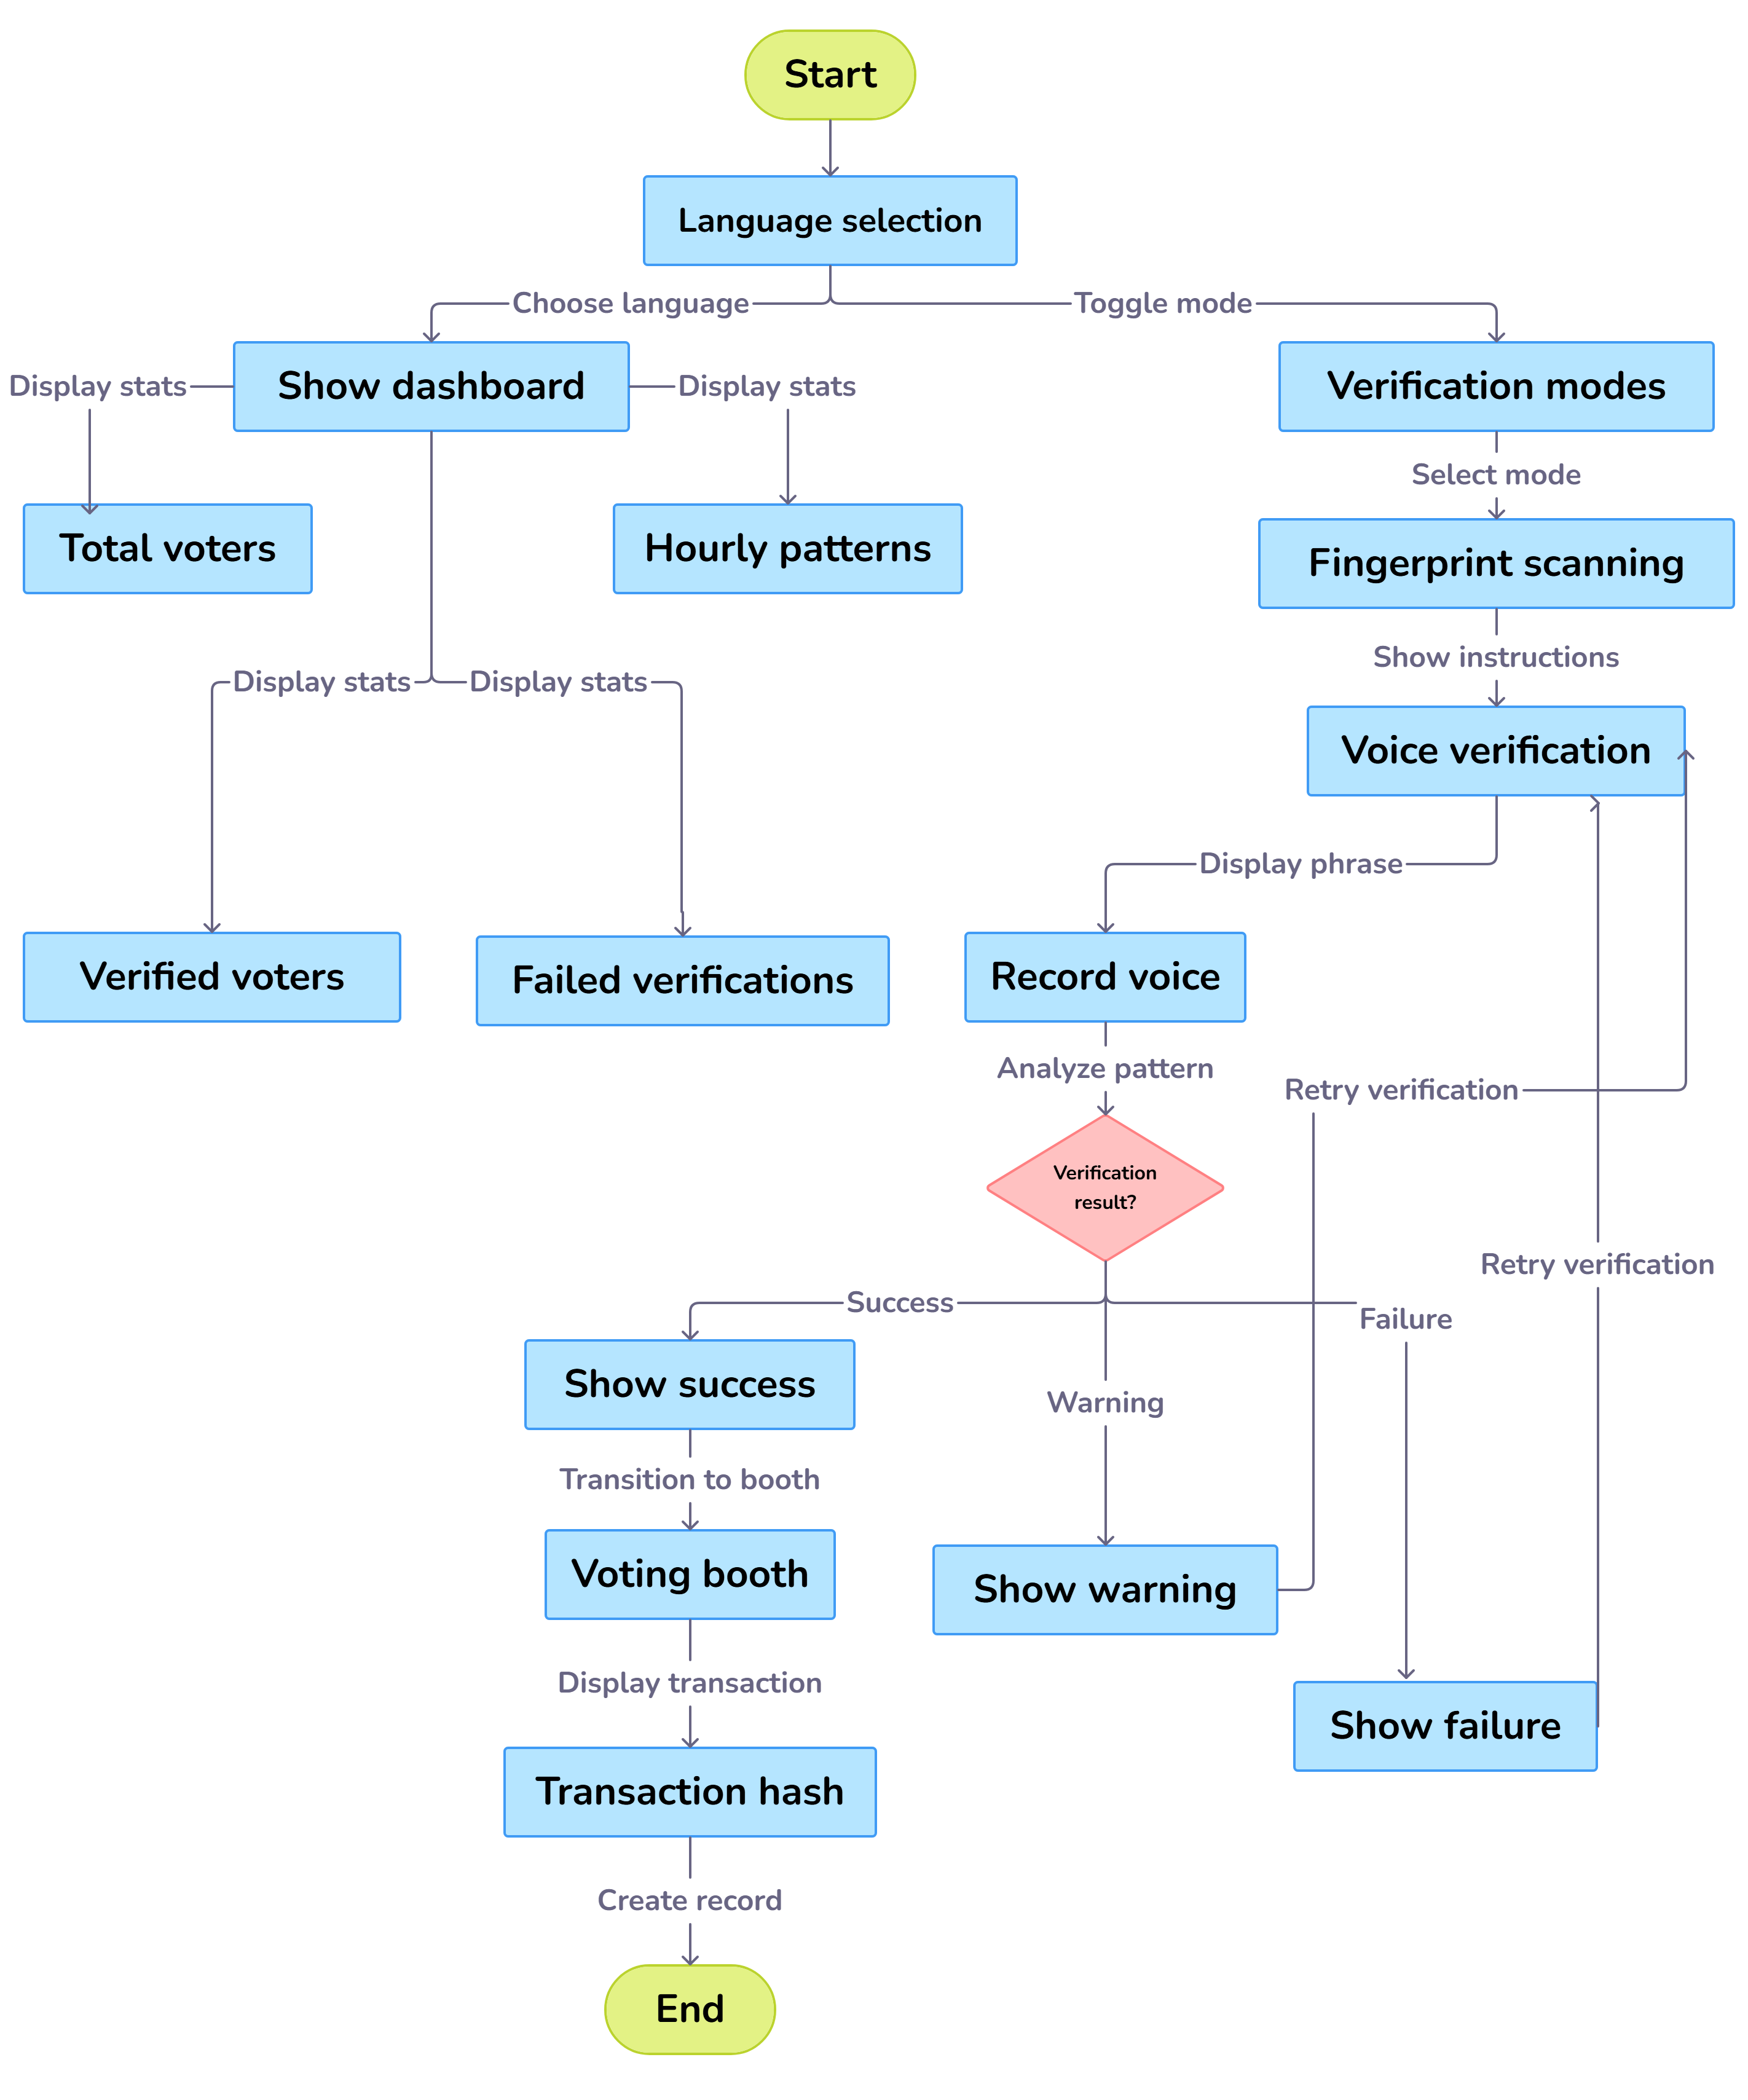 Start
Language selection
Choose language
Toggle mode
Display stats
Show dashboard
Display stats
Verification modes
Select mode
Total voters
Hourly patterns
Fingerprint scanning
Show instructions
Display stats
Display stats
Voice verification
Display phrase
Verified voters
Failed verifications
Record voice
Analyze pattern
Retry verification
Verification
result?
Retry verification
Success
Failure
Show success
Warning
Transition to booth
Voting booth
Show warning
Display transaction
Show failure
Transaction hash
Create record
End